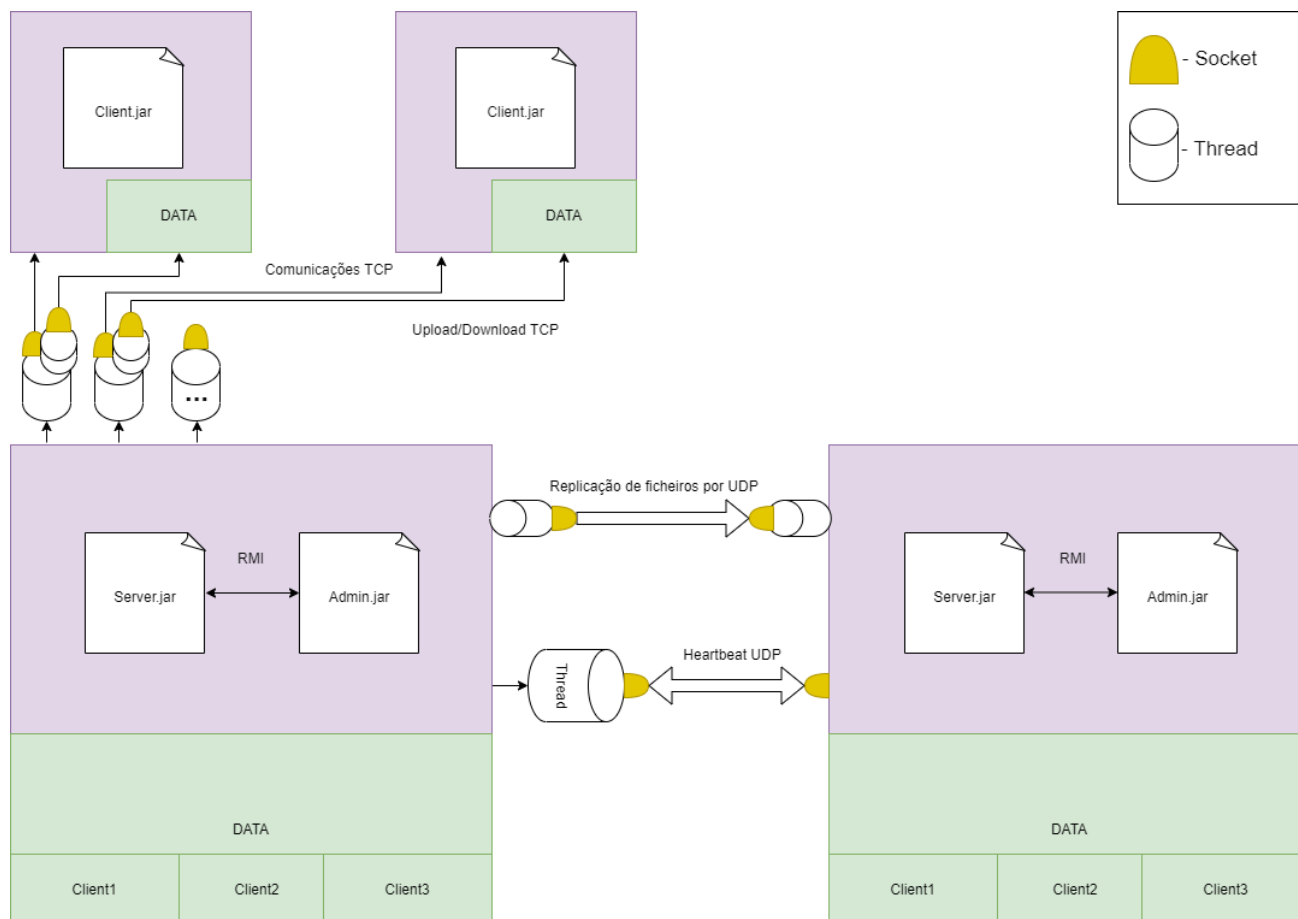 - Socket
- Thread
Client.jar
Client.jar
DATA
DATA
Comunicações TCP
Upload/Download TCP
...
Replicação de ficheiros por UDP
RMI
Server.jar
Admin.jar
RMI
Server.jar
Admin.jar
Heartbeat UDP
Thread
DATA
DATA
Client1
Client2
Client3
Client1
Client2
Client3